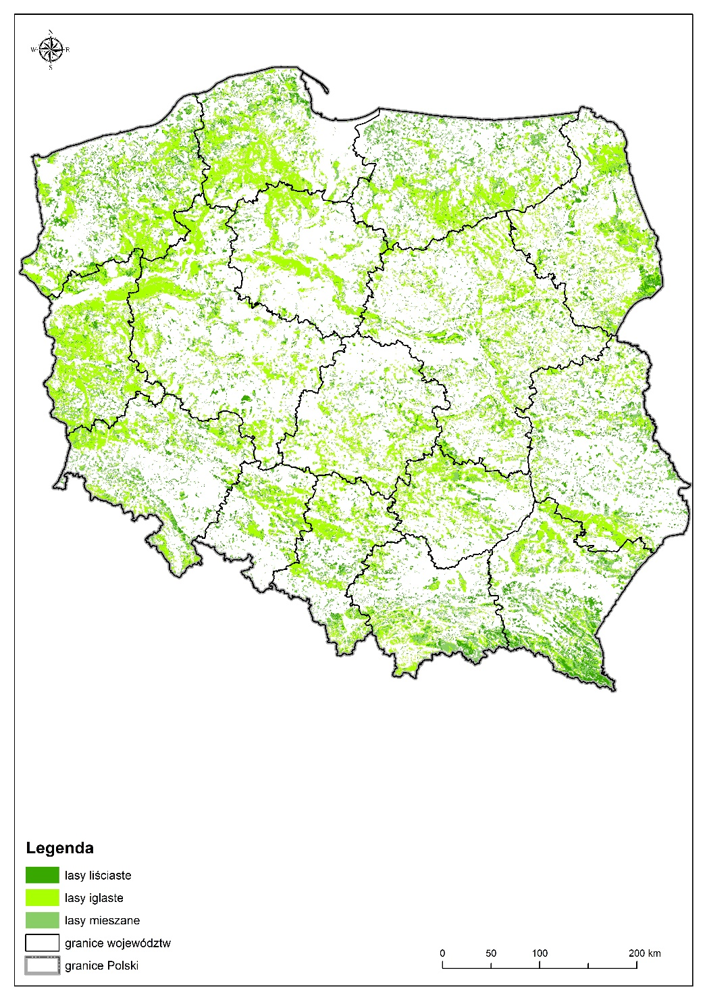 N
W E
S
Legenda
lasy liściaste
lasy iglaste
lasy mieszane
granice województw
granice Polski
0 50 100 200 km